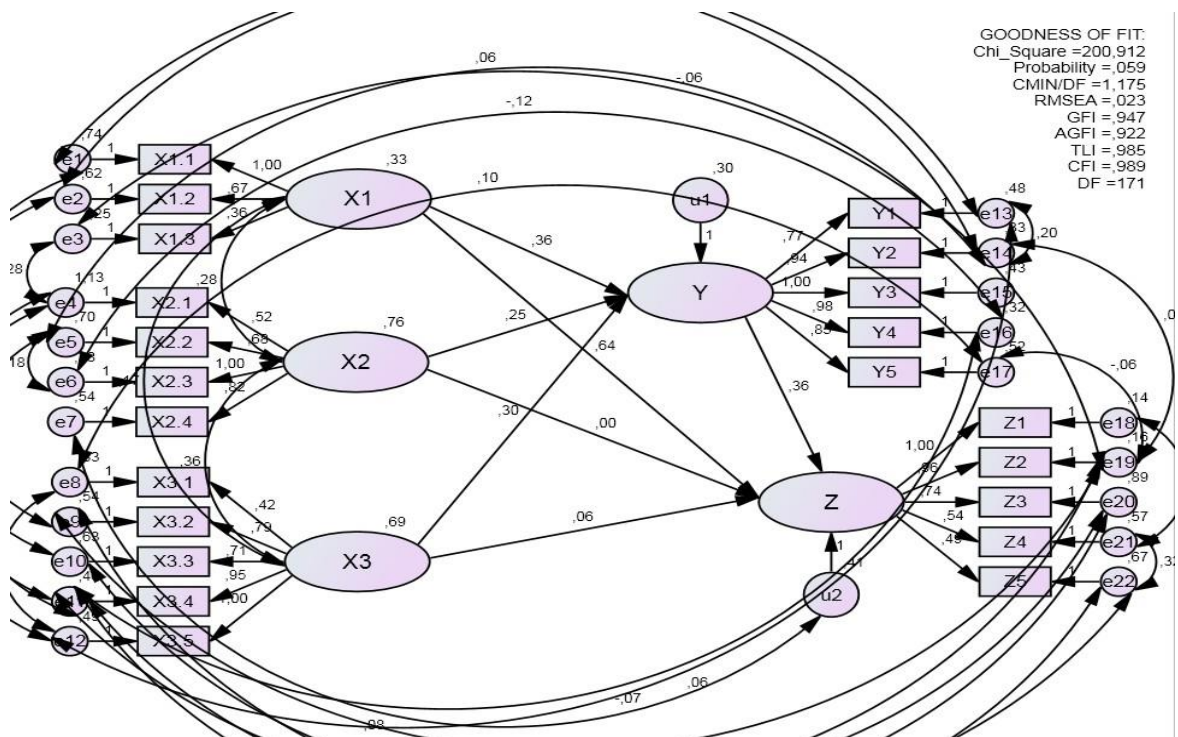 GOODNESS OF FIT:
Chi_Square =200,912
Probability =,059
CMIN/DF =1,175
RMSEA =,023
GFI =,947
AGFI =,922
TLI =,985
CFI =,989
DF =171
,06
-,06
-,12
,10
,74
e1 1 X1.1
,62
e2 1 X1.2
,25
e3 1 X1.3
1,00
,67
,36
,33
X1
,28
1,13
e4 1 X2.1
,70
e5 1 X2.2
e6 1 X2.3
,54
e7 1 X2.4
,28
,52
,68
1,00
,82
,76
X2
e8 1 X3.1
,54
e9 1 X3.2
,63
e10 1 X3.3
1 X3.4
,49
e12 1 X3.5
,36
,42
,79
,71
,95
1,00
,69
X3
,36
,25
,30
,64
,00
,06
,30
u1
1
Y
,36
,77
,94
1,00
,98
Y1 1 e13 ,48
Y2 1 e14
Y3 1 e15 ,43
Y4 1 e16 ,32
Y5 1 e17 ,52
,20
-,06
Z
1
,41
u2
1,00
,96
,74
,54
Z1 1 e18 ,14
Z2 1 e19 ,16
Z3 1 e20 ,89
Z4 1 e21 ,57
Z5 1 e22 ,67
,06
-,07